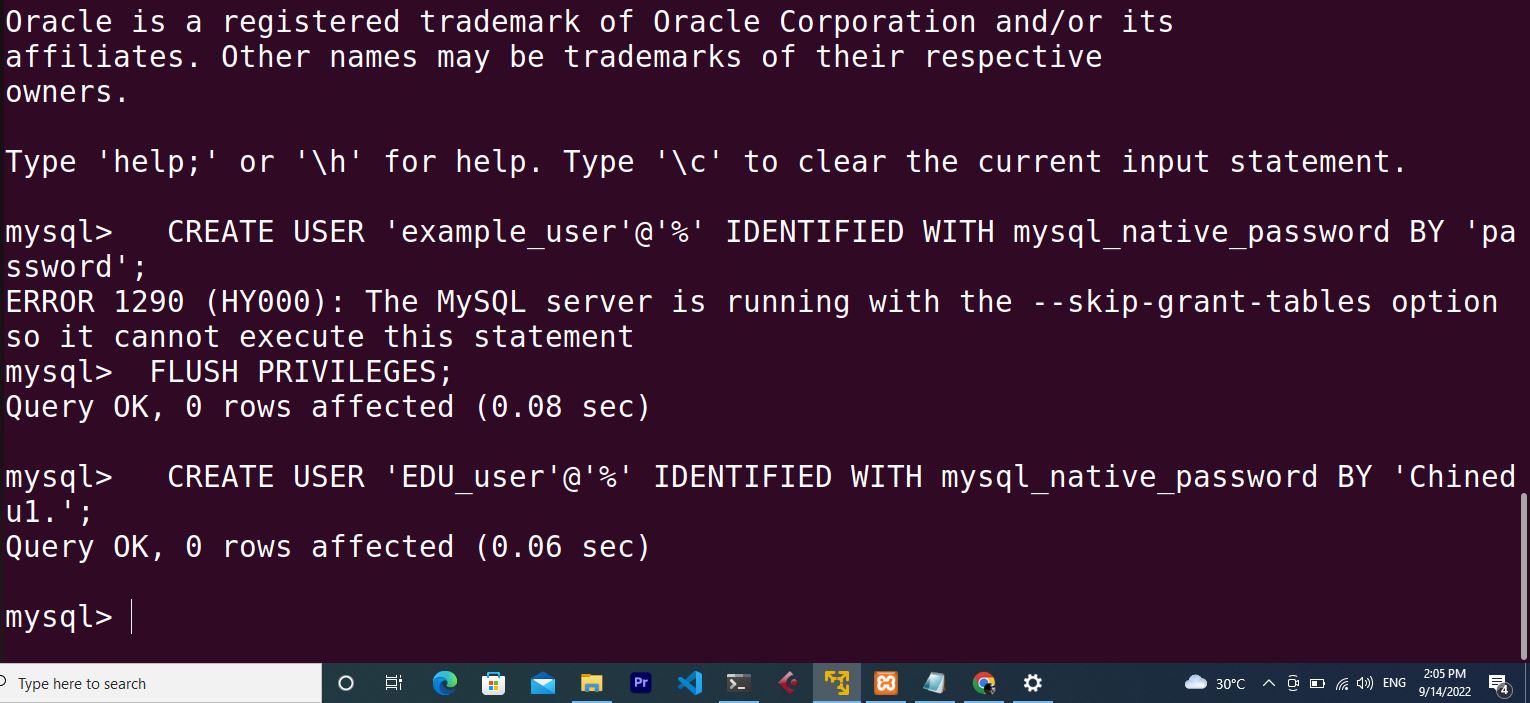 Oracle is a registered trademark of Oracle Corporation and/or its
affiliates. Other names may be trademarks of their respective
owners.
Type 'help;' or '\h' for help. Type '\c' to clear the current input statement.
mysql>   CREATE USER 'example_user'@'%' IDENTIFIED WITH mysql_native_password BY 'pa
ssword';
ERROR 1290 (HY000): The MySQL server is running with the --skip-grant-tables option
so it cannot execute this statement
mysql>  FLUSH PRIVILEGES;
Query OK, 0 rows affected (0.08 sec)
mysql>   CREATE USER 'EDU_user'@'%' IDENTIFIED WITH mysql_native_password BY 'Chined
u1.';
Query OK, 0 rows affected (0.06 sec)
mysql>
Type here to search
Pr
30°C
ENG
2:05 PM
9/14/2022
4